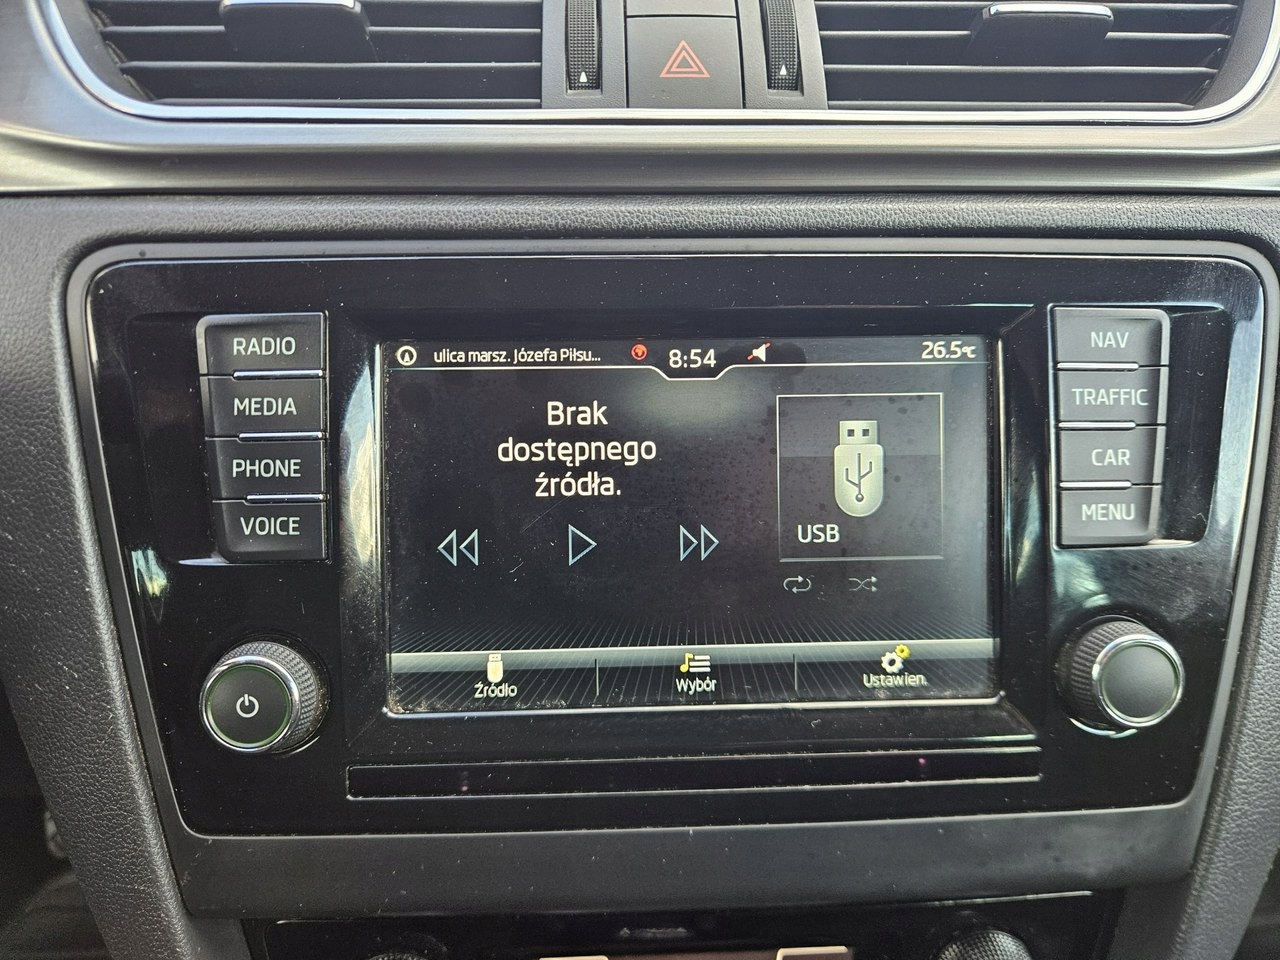 RADIO
MEDIA
PHONE
VOICE
ulica marsz. Józefa Piłsu...
8:54
26.5°C
Brak
dostępnego
źródła.
USB
Źródło
Wybór
Ustawien.
NAV
TRAFFIC
CAR
MENU